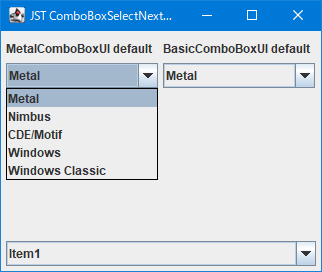 JST ComboBoxSelectNext...
MetalComboBoxUI default BasicComboBoxUI default
Metal Metal
Metal
Nimbus
CDE/Motif
Windows
Windows Classic
Item1